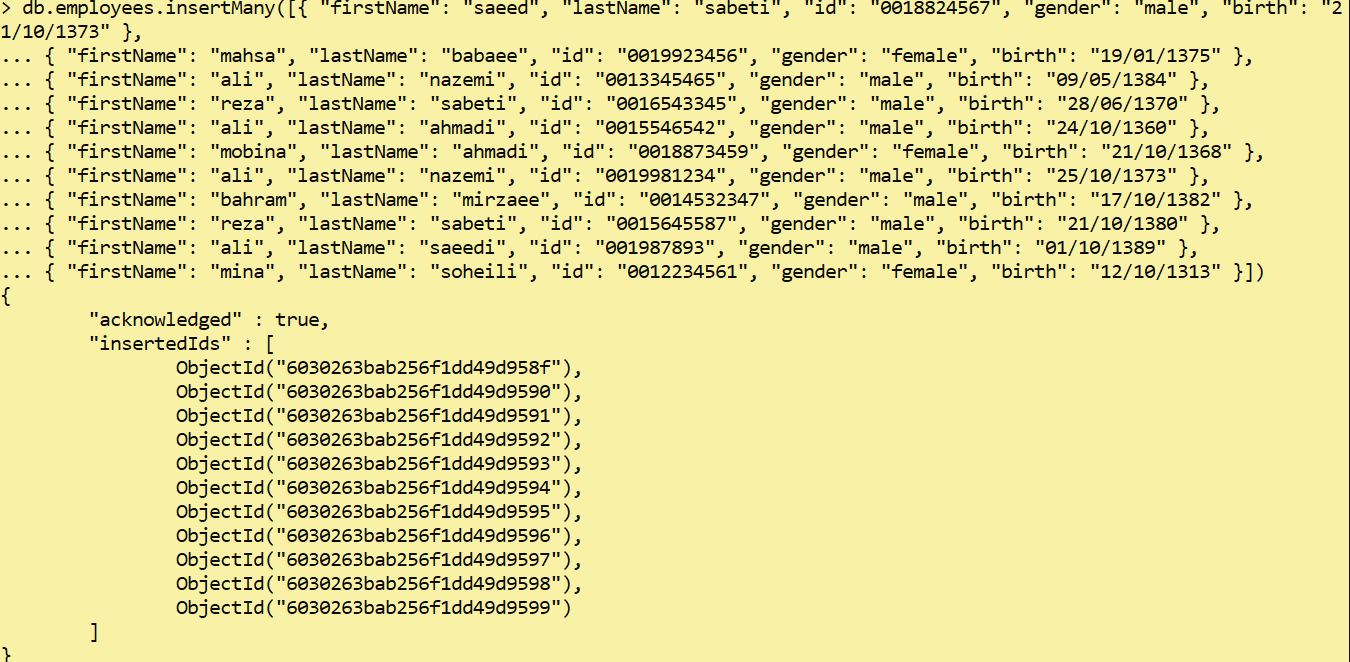 > db.employees.insertMany([{ "firstName": "saeed", "lastName": "sabeti", "id": "0018824567", "gender": "male", "birth": "2
1/10/1373" },
... { "firstName": "mahsa", "lastName": "babaee", "id": "0019923456", "gender": "female", "birth": "19/01/1375" },
... { "firstName": "ali", "lastName": "nazemi", "id": "0013345465", "gender": "male", "birth": "09/05/1384" },
... { "firstName": "reza", "lastName": "sabeti", "id": "0016543345", "gender": "male", "birth": "28/06/1370" },
... { "firstName": "ali", "lastName": "ahmadi", "id": "0015546542", "gender": "male", "birth": "24/10/1360" },
... { "firstName": "mobina", "lastName": "ahmadi", "id": "0018873459", "gender": "female", "birth": "21/10/1368" },
... { "firstName": "ali", "lastName": "nazemi", "id": "0019981234", "gender": "male", "birth": "25/10/1373" },
... { "firstName": "bahram", "lastName": "mirzaee", "id": "0014532347", "gender": "male", "birth": "17/10/1382" },
... { "firstName": "reza", "lastName": "sabeti", "id": "0015645587", "gender": "male", "birth": "21/10/1380" },
... { "firstName": "ali", "lastName": "saeedi", "id": "001987893", "gender": "male", "birth": "01/10/1389" },
... { "firstName": "mina", "lastName": "soheili", "id": "0012234561", "gender": "female", "birth": "12/10/1313" }])
{
"acknowledged" : true,
"insertedIds" : [
ObjectId("6030263bab256f1dd49d958f"),
ObjectId("6030263bab256f1dd49d9590"),
ObjectId("6030263bab256f1dd49d9591"),
ObjectId("6030263bab256f1dd49d9592"),
ObjectId("6030263bab256f1dd49d9593"),
ObjectId("6030263bab256f1dd49d9594"),
ObjectId("6030263bab256f1dd49d9595"),
ObjectId("6030263bab256f1dd49d9596"),
ObjectId("6030263bab256f1dd49d9597"),
ObjectId("6030263bab256f1dd49d9598"),
ObjectId("6030263bab256f1dd49d9599")
]
}